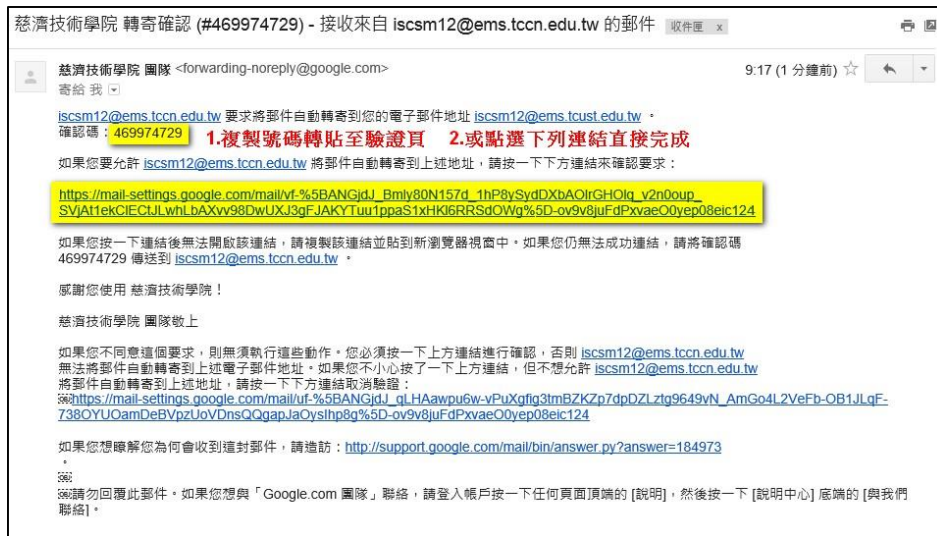 慈濟技術學院 轉寄確認 (#469974729) - 接收來自 iscsm12@ems.tccn.edu.tw 的郵件 收件匣 x
慈濟技術學院 團隊 <forwarding-noreply@google.com> 9:17 (1 分鐘前)
寄給 我
iscsm12@ems.tccn.edu.tw 要求將郵件自動轉寄到您的電子郵件地址 iscsm12@ems.tcust.edu.tw 。
確認碼：469974729 1.複製號碼轉貼至驗證頁 2.或點選下列連結直接完成
如果您要允許 iscsm12@ems.tccn.edu.tw 將郵件自動轉寄到上述地址，請按一下下方連結來確認要求：
https://mail-settings.google.com/mail/vf-%5BANGjdJ_Bmly80N157d_1hP8ySydDXbAOlrGHOlq_v2n0oup_
SVjAt1ekClECtJLwhLbAXvv98DwUXJ3gFJAKYTuu1ppaS1xHKl6RRSdOWg%5D-ov9v8juFdPxvaeO0yep08eic124
如果您按一下連結後無法開啟該連結，請複製該連結並貼到新瀏覽器視窗中。如果您仍無法成功連結，請將確認碼
469974729 傳送到 iscsm12@ems.tccn.edu.tw 。
感謝您使用 慈濟技術學院！
慈濟技術學院 團隊敬上
如果您不同意這個要求，則無須執行這些動作。您必須按一下上方連結進行確認，否則 iscsm12@ems.tccn.edu.tw
無法將郵件自動轉寄到上述電子郵件地址。如果您不小心按了一下上方連結，但不想允許 iscsm12@ems.tccn.edu.tw
將郵件自動轉寄到上述地址，請按一下下方連結取消驗證：
https://mail-settings.google.com/mail/uf-%5BANGjdJ_qLHAawpu6w-vPuXgfig3tmBZKZp7dpDZLztg9649vN_AmGo4L2VeFb-OB1JLqF-
738OYUOamDeBVpzUoVDnsQQgapJaOysIhp8g%5D-ov9v8juFdPxvaeO0yep08eic124
如果您想瞭解您為何會收到這封郵件，請造訪：http://support.google.com/mail/bin/answer.py?answer=184973
。
請勿回覆此郵件。如果您想與「Google.com 團隊」聯絡，請登入帳戶按一下任何頁面頂端的 [說明]，然後按一下 [說明中心] 底端的 [與我們
聯絡]。